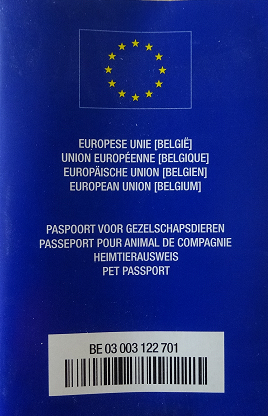 EUROPESE UNIE [BELGIË]
UNION EUROPÉENNE [BELGIQUE]
EUROPÄISCHE UNION [BELGIEN]
EUROPEAN UNION [BELGIUM]
PASPOORT VOOR GEZELSCHAPSDIEREN
PASSEPORT POUR ANIMAL DE COMPAGNIE
HEIMTIERAUSWEIS
PET PASSPORT
BE 03 003 122 701